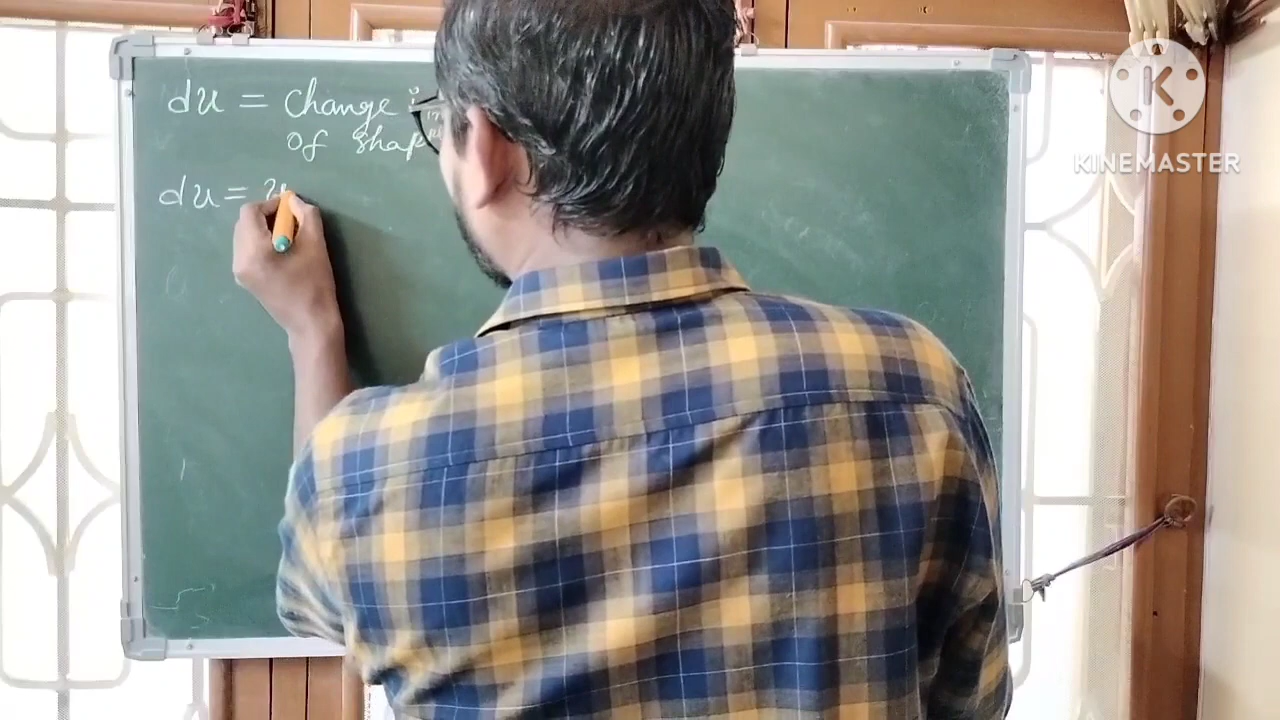 du = Change
of shap
du =
K
KINEMASTER